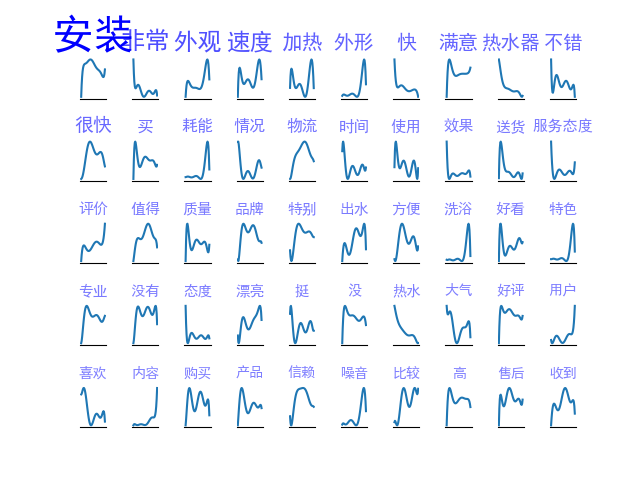 安装 非常 外观 速度 加热 外形 快 满意 热水器 不错
很快 买 耗能 情况 物流 时间 使用 效果 送货 服务态度
评价 值得 质量 品牌 特别 出水 方便 洗浴 好看 特色
专业 没有 态度 漂亮 挺 没 热水 大气 好评 用户
喜欢 内容 购买 产品 信赖 噪音 比较 高 售后 收到